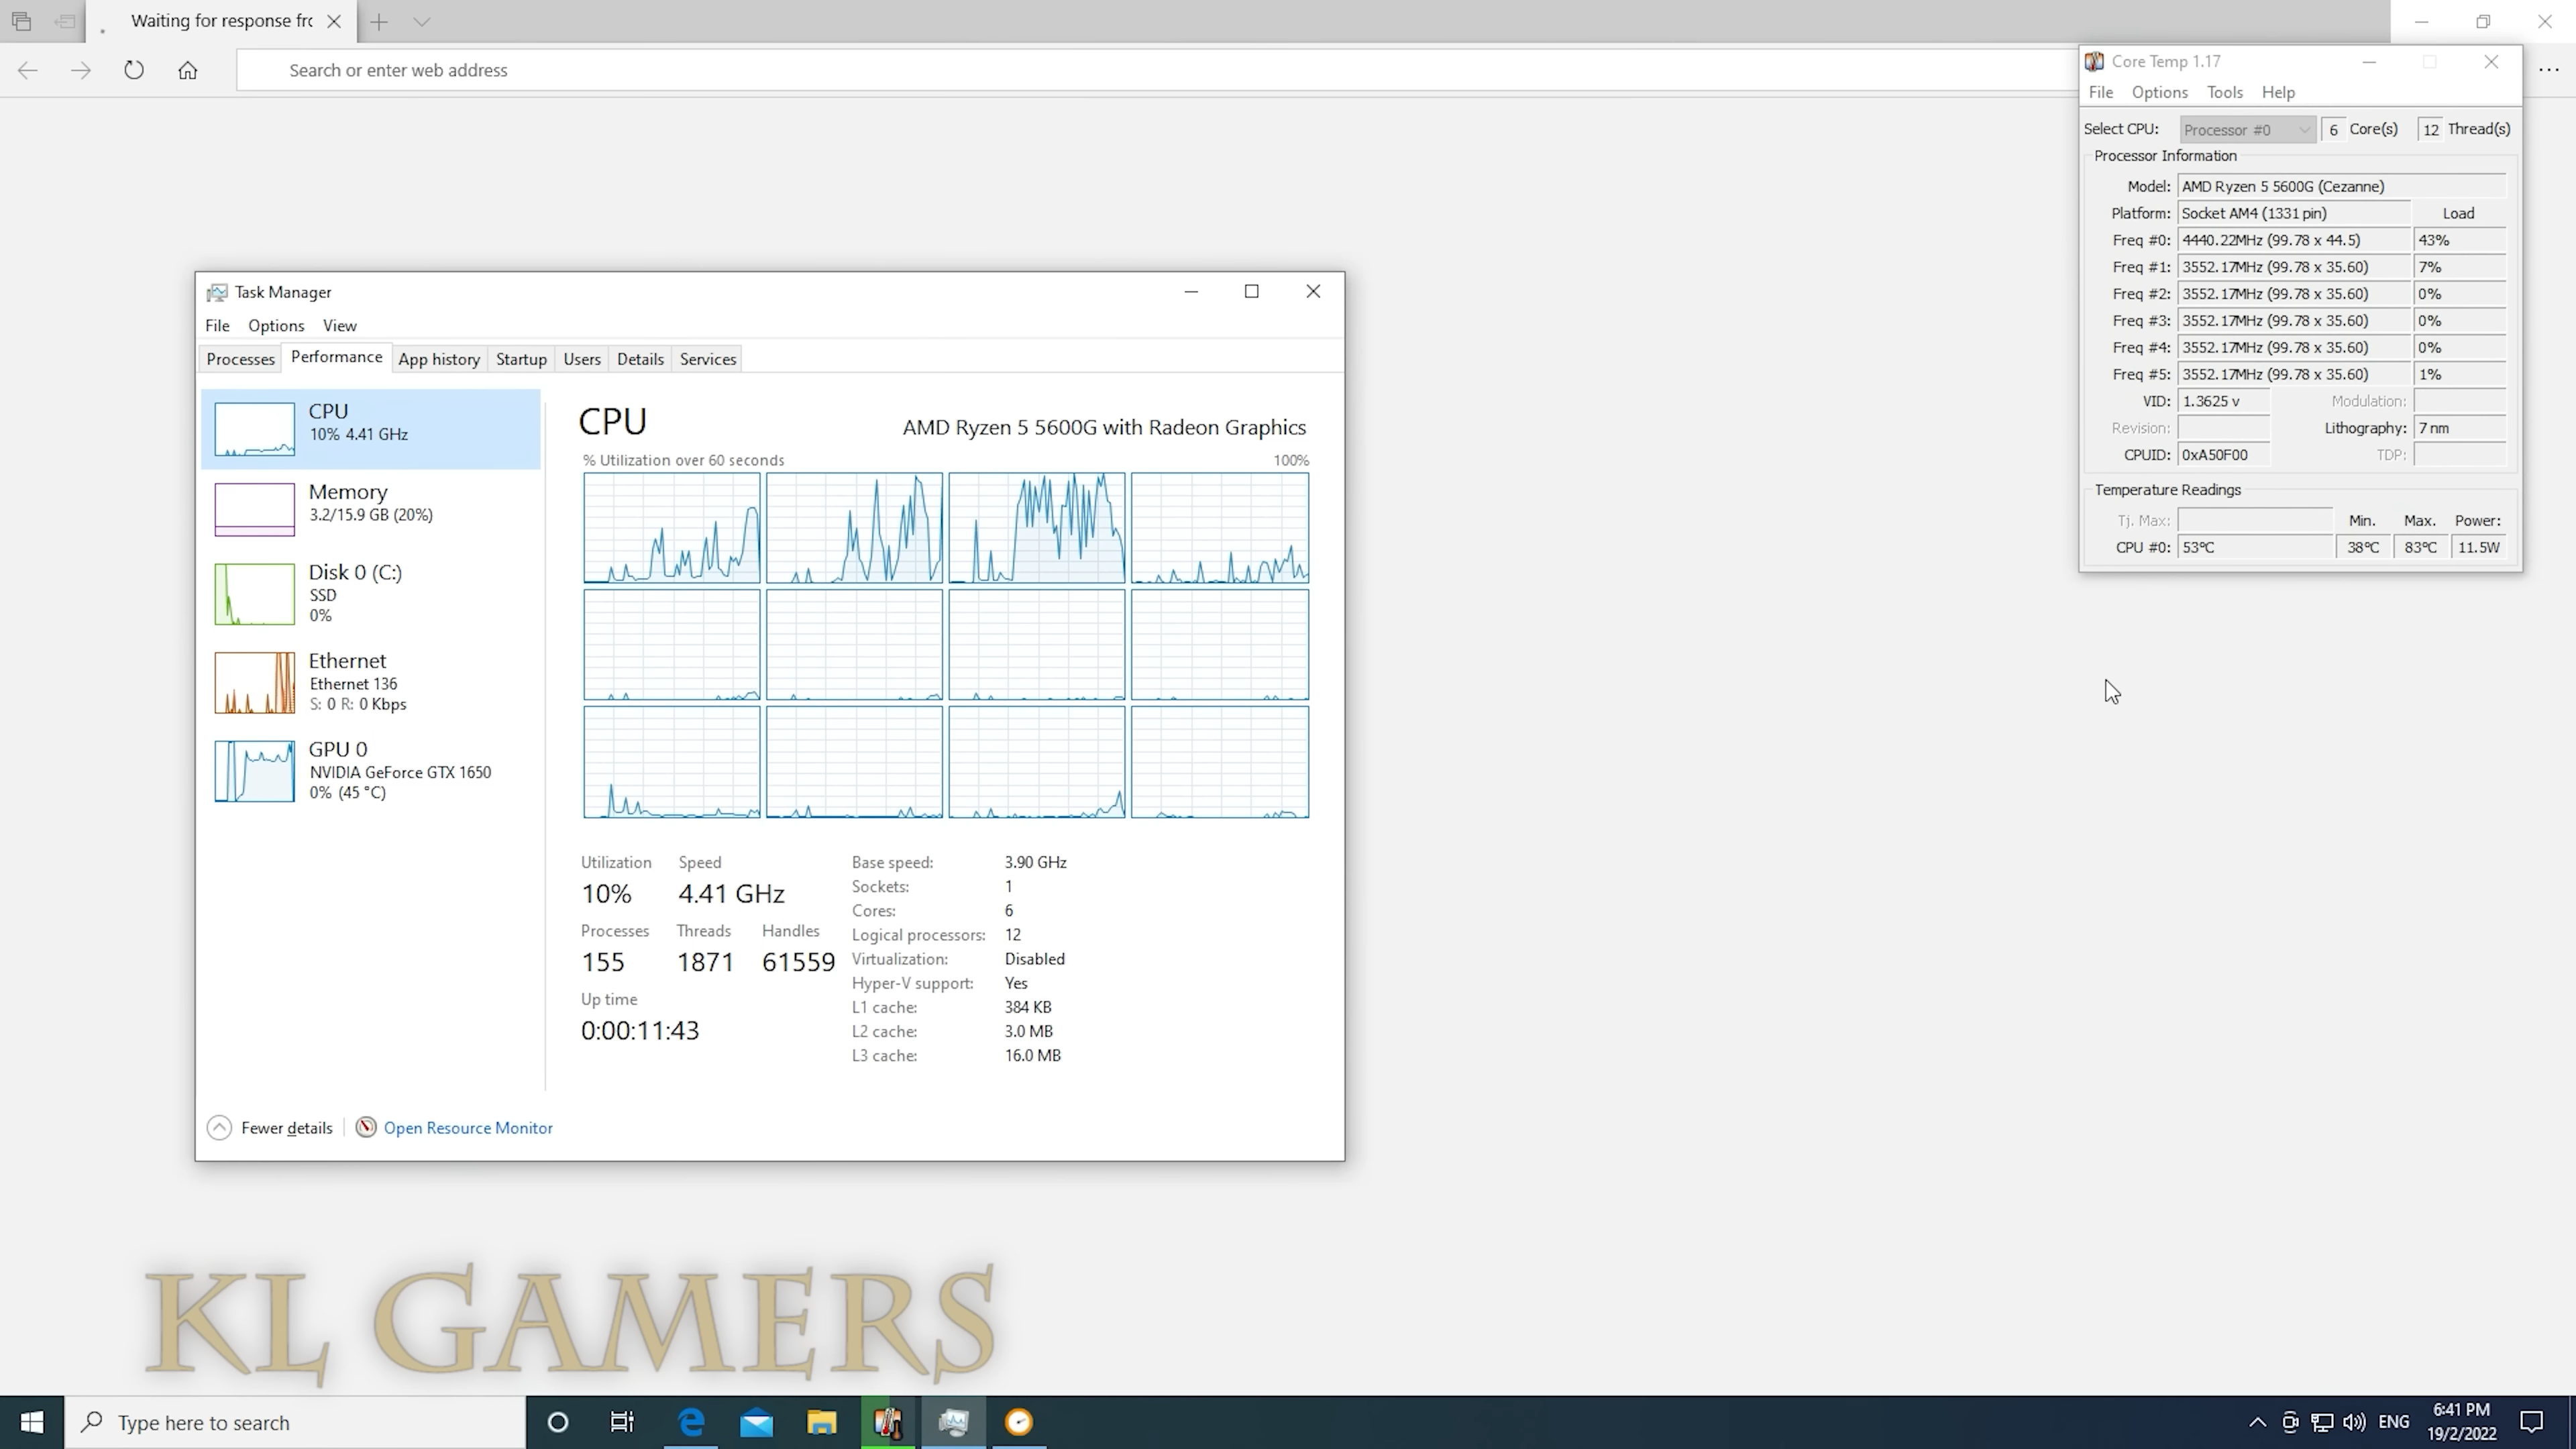 Waiting for response frc
Search or enter web address
Core Temp 1.17
File Options Tools Help
Select CPU: Processor #0 6 Core(s) 12 Thread(s)
Processor Information
Model: AMD Ryzen 5 5600G (Cezanne)
Platform: Socket AM4 (1331 pin) Load
Freq #0: 4440.22MHz (99.78 x 44.5) 43%
Freq #1: 3552.17MHz (99.78 x 35.60) 7%
Freq #2: 3552.17MHz (99.78 x 35.60) 0%
Freq #3: 3552.17MHz (99.78 x 35.60) 0%
Freq #4: 3552.17MHz (99.78 x 35.60) 0%
Freq #5: 3552.17MHz (99.78 x 35.60) 1%
VID: 1.3625 v Modulation:
Revision: Lithography: 7 nm
CPUID: 0xA50F00 TDP:
Temperature Readings
Tj. Max: Min. Max. Power:
CPU #0: 53°C 38°C 83°C 11.5W
Task Manager
File Options View
Processes Performance App history Startup Users Details Services
CPU
10% 4.41 GHz
Memory
3.2/15.9 GB (20%)
Disk 0 (C:)
SSD
0%
Ethernet
Ethernet 136
S: 0 R: 0 Kbps
GPU 0
NVIDIA GeForce GTX 1650
0% (45 °C)
CPU AMD Ryzen 5 5600G with Radeon Graphics
% Utilization over 60 seconds 100%
Utilization Speed
10% 4.41 GHz
Processes Threads Handles
155 1871 61559
Up time
0:00:11:43
Base speed: 3.90 GHz
Sockets: 1
Cores: 6
Logical processors: 12
Virtualization: Disabled
Hyper-V support: Yes
L1 cache: 384 KB
L2 cache: 3.0 MB
L3 cache: 16.0 MB
Fewer details Open Resource Monitor
KL GAMERS
Type here to search
ENG
6:41 PM
19/2/2022